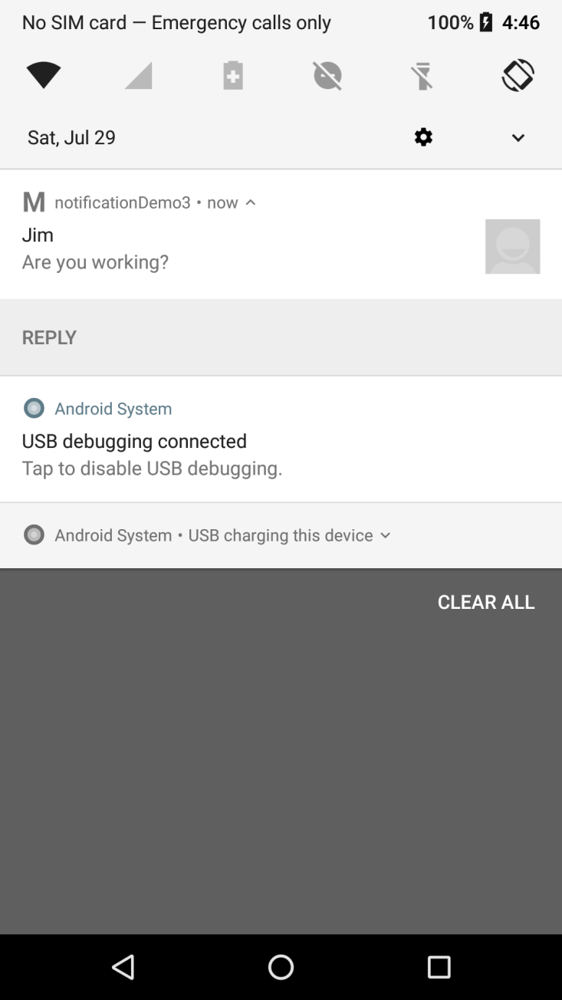 No SIM card — Emergency calls only 100% 4:46
Sat, Jul 29
M notificationDemo3 • now
Jim
Are you working?
REPLY
Android System
USB debugging connected
Tap to disable USB debugging.
Android System • USB charging this device
CLEAR ALL